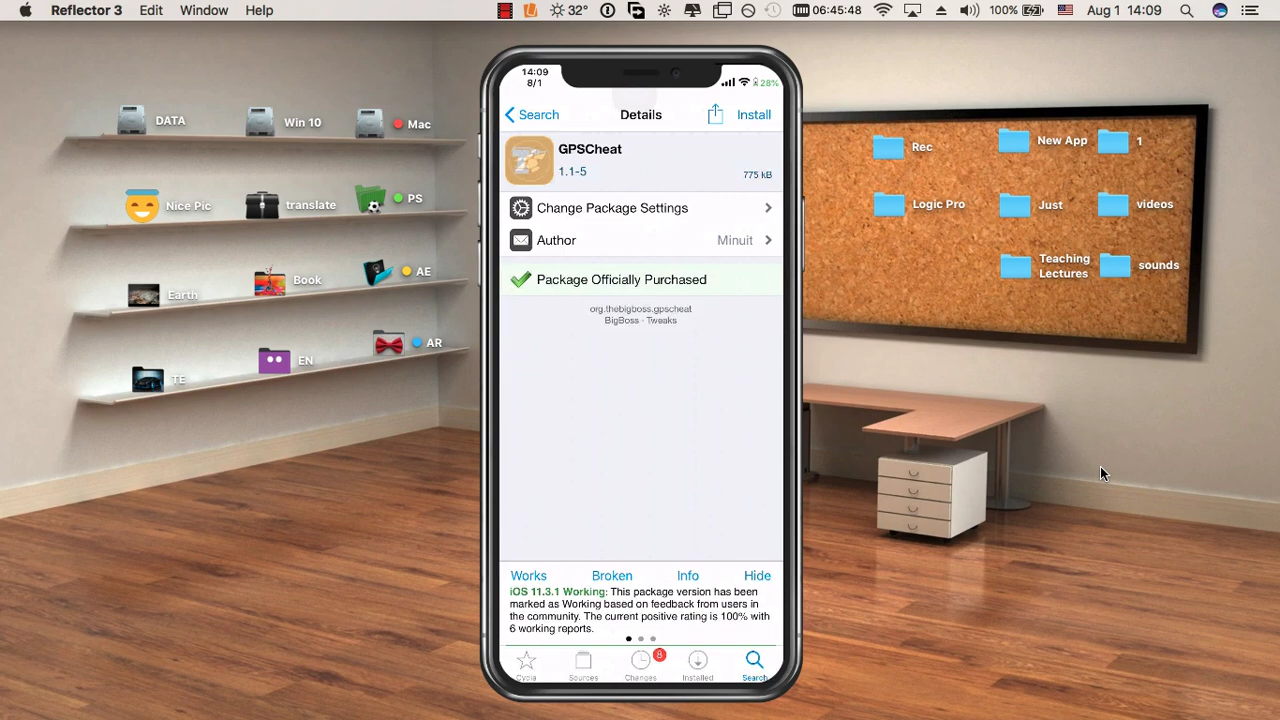 Reflector 3 Edit Window Help
32° 06:45:48 100% Aug 1 14:09
DATA Win 10 Mac
Nice Pic translate PS
Earth Book AE
TE EN AR
Rec New App 1
Logic Pro Just videos
Teaching
Lectures
sounds
14:09
8/1
28%
Search Details Install
GPSCheat
1.1-5
775 kB
Change Package Settings
Author Minuit
Package Officially Purchased
org.thebigboss.gpscheat
BigBoss · Tweaks
Works Broken Info Hide
iOS 11.3.1 Working: This package version has been
marked as Working based on feedback from users in
the community. The current positive rating is 100% with
6 working reports.
8
Cydia Sources Changes Installed Search